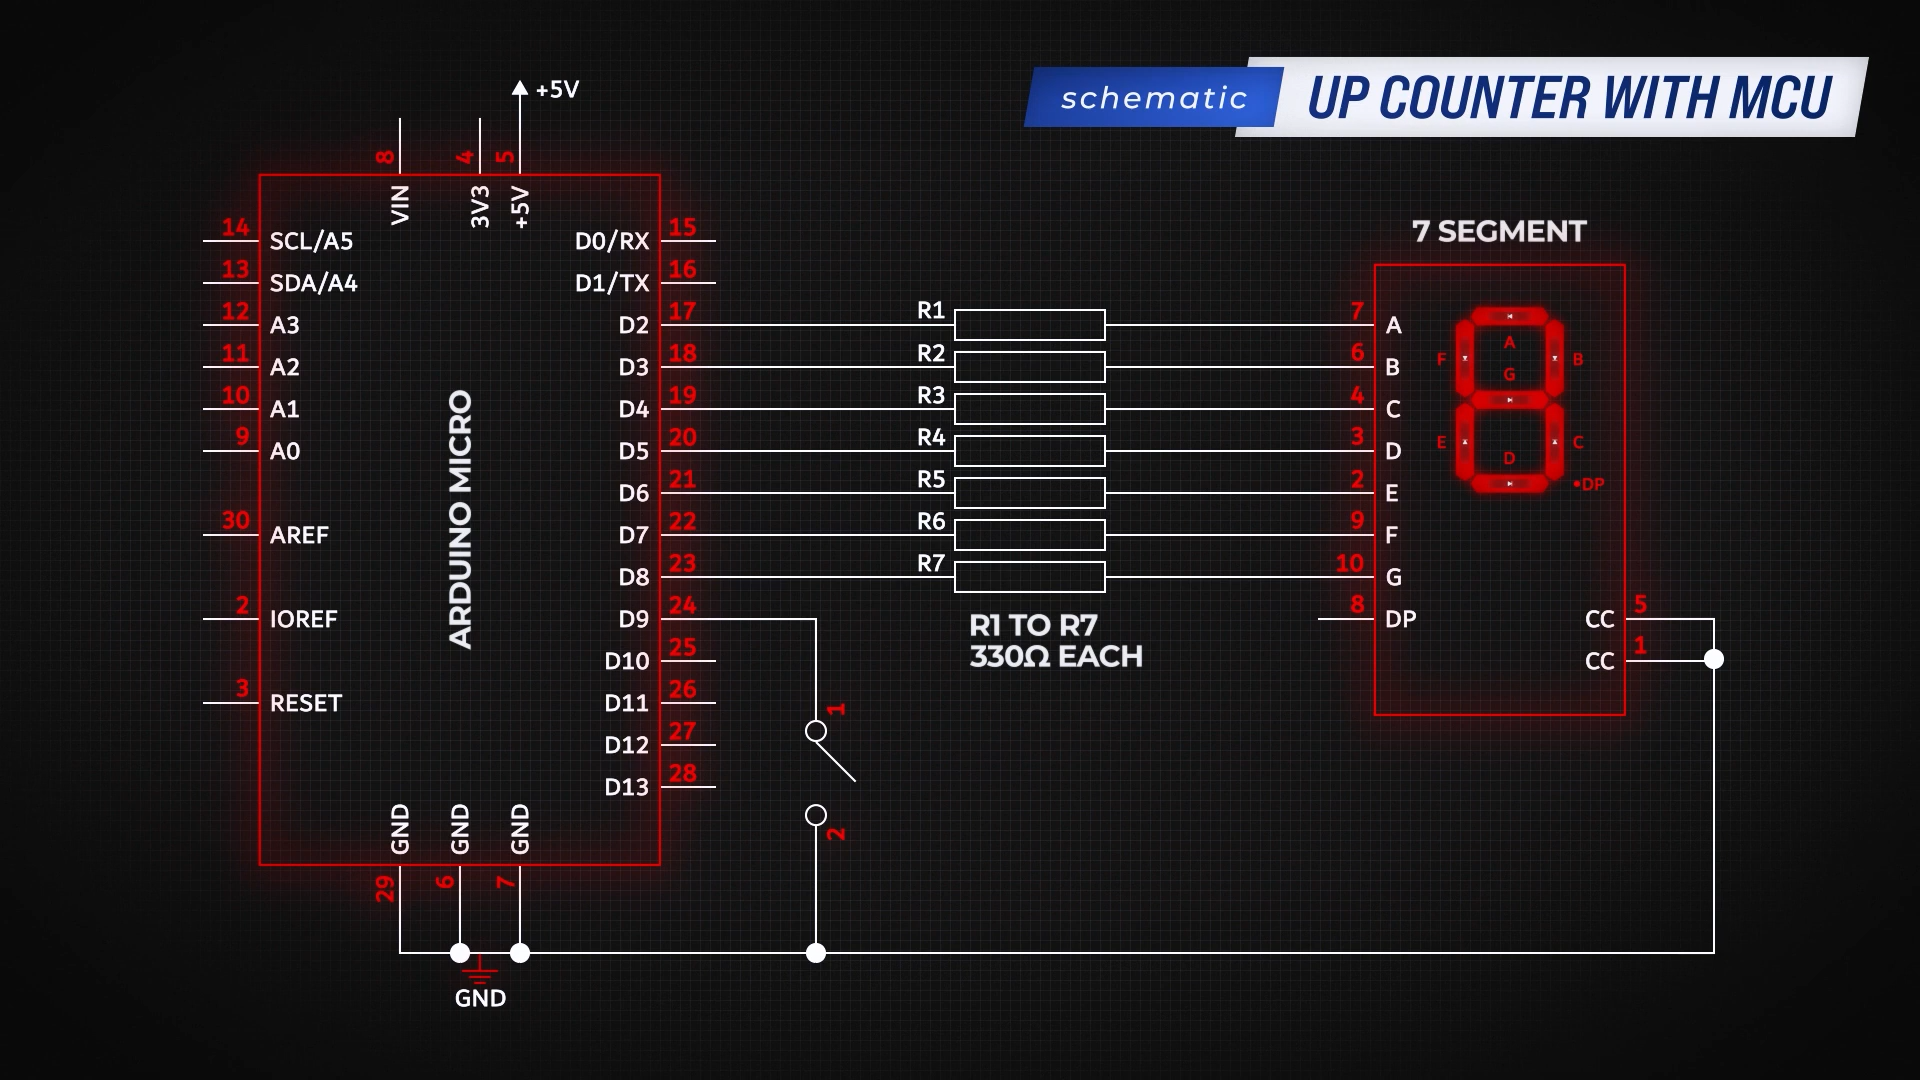 schematic
UP COUNTER WITH MCU
+5V
8
4
5
VIN
3V3
+5V
14 SCL/A5
13 SDA/A4
12 A3
11 A2
10 A1
9 A0
30 AREF
2 IOREF
3 RESET
ARDUINO MICRO
D0/RX 15
D1/TX 16
D2 17
D3 18
D4 19
D5 20
D6 21
D7 22
D8 23
D9 24
D10 25
D11 26
D12 27
D13 28
GND
GND
GND
29
6
7
GND
R1
R2
R3
R4
R5
R6
R7
R1 TO R7
330Ω EACH
1
2
7 SEGMENT
7 A
6 B
4 C
3 D
2 E
9 F
10 G
8 DP
A
F
B
G
E
C
D
DP
CC 5
CC 1